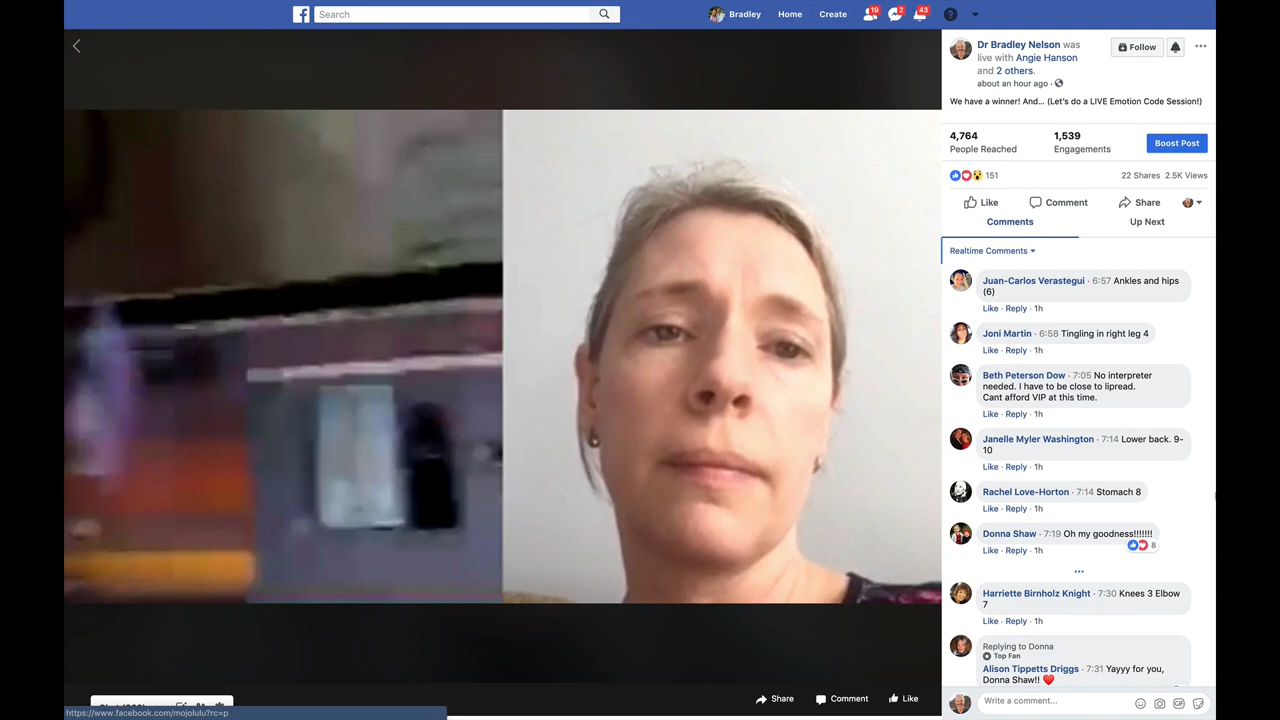 Search
Bradley
Home
Create
19
2
43
Dr Bradley Nelson was
live with Angie Hanson
and 2 others.
about an hour ago ·
Follow
We have a winner! And... (Let's do a LIVE Emotion Code Session!)
4,764
People Reached
1,539
Engagements
Boost Post
151
22 Shares 2.5K Views
Like
Comment
Share
Comments
Up Next
Realtime Comments
Juan-Carlos Verastegui · 6:57 Ankles and hips
(6)
Like · Reply · 1h
Joni Martin · 6:58 Tingling in right leg 4
Like · Reply · 1h
Beth Peterson Dow · 7:05 No interpreter
needed. I have to be close to lipread.
Cant afford VIP at this time.
Like · Reply · 1h
Janelle Myler Washington · 7:14 Lower back. 9-
10
Like · Reply · 1h
Rachel Love-Horton · 7:14 Stomach 8
Like · Reply · 1h
Donna Shaw · 7:19 Oh my goodness!!!!!!!
8
Like · Reply · 1h
Harriette Birnholz Knight · 7:30 Knees 3 Elbow
7
Like · Reply · 1h
Replying to Donna
Top Fan
Alison Tippetts Driggs · 7:31 Yayyy for you,
Donna Shaw!! ❤️
Write a comment...
Share
Comment
Like
https://www.facebook.com/mojolulu?rc=p